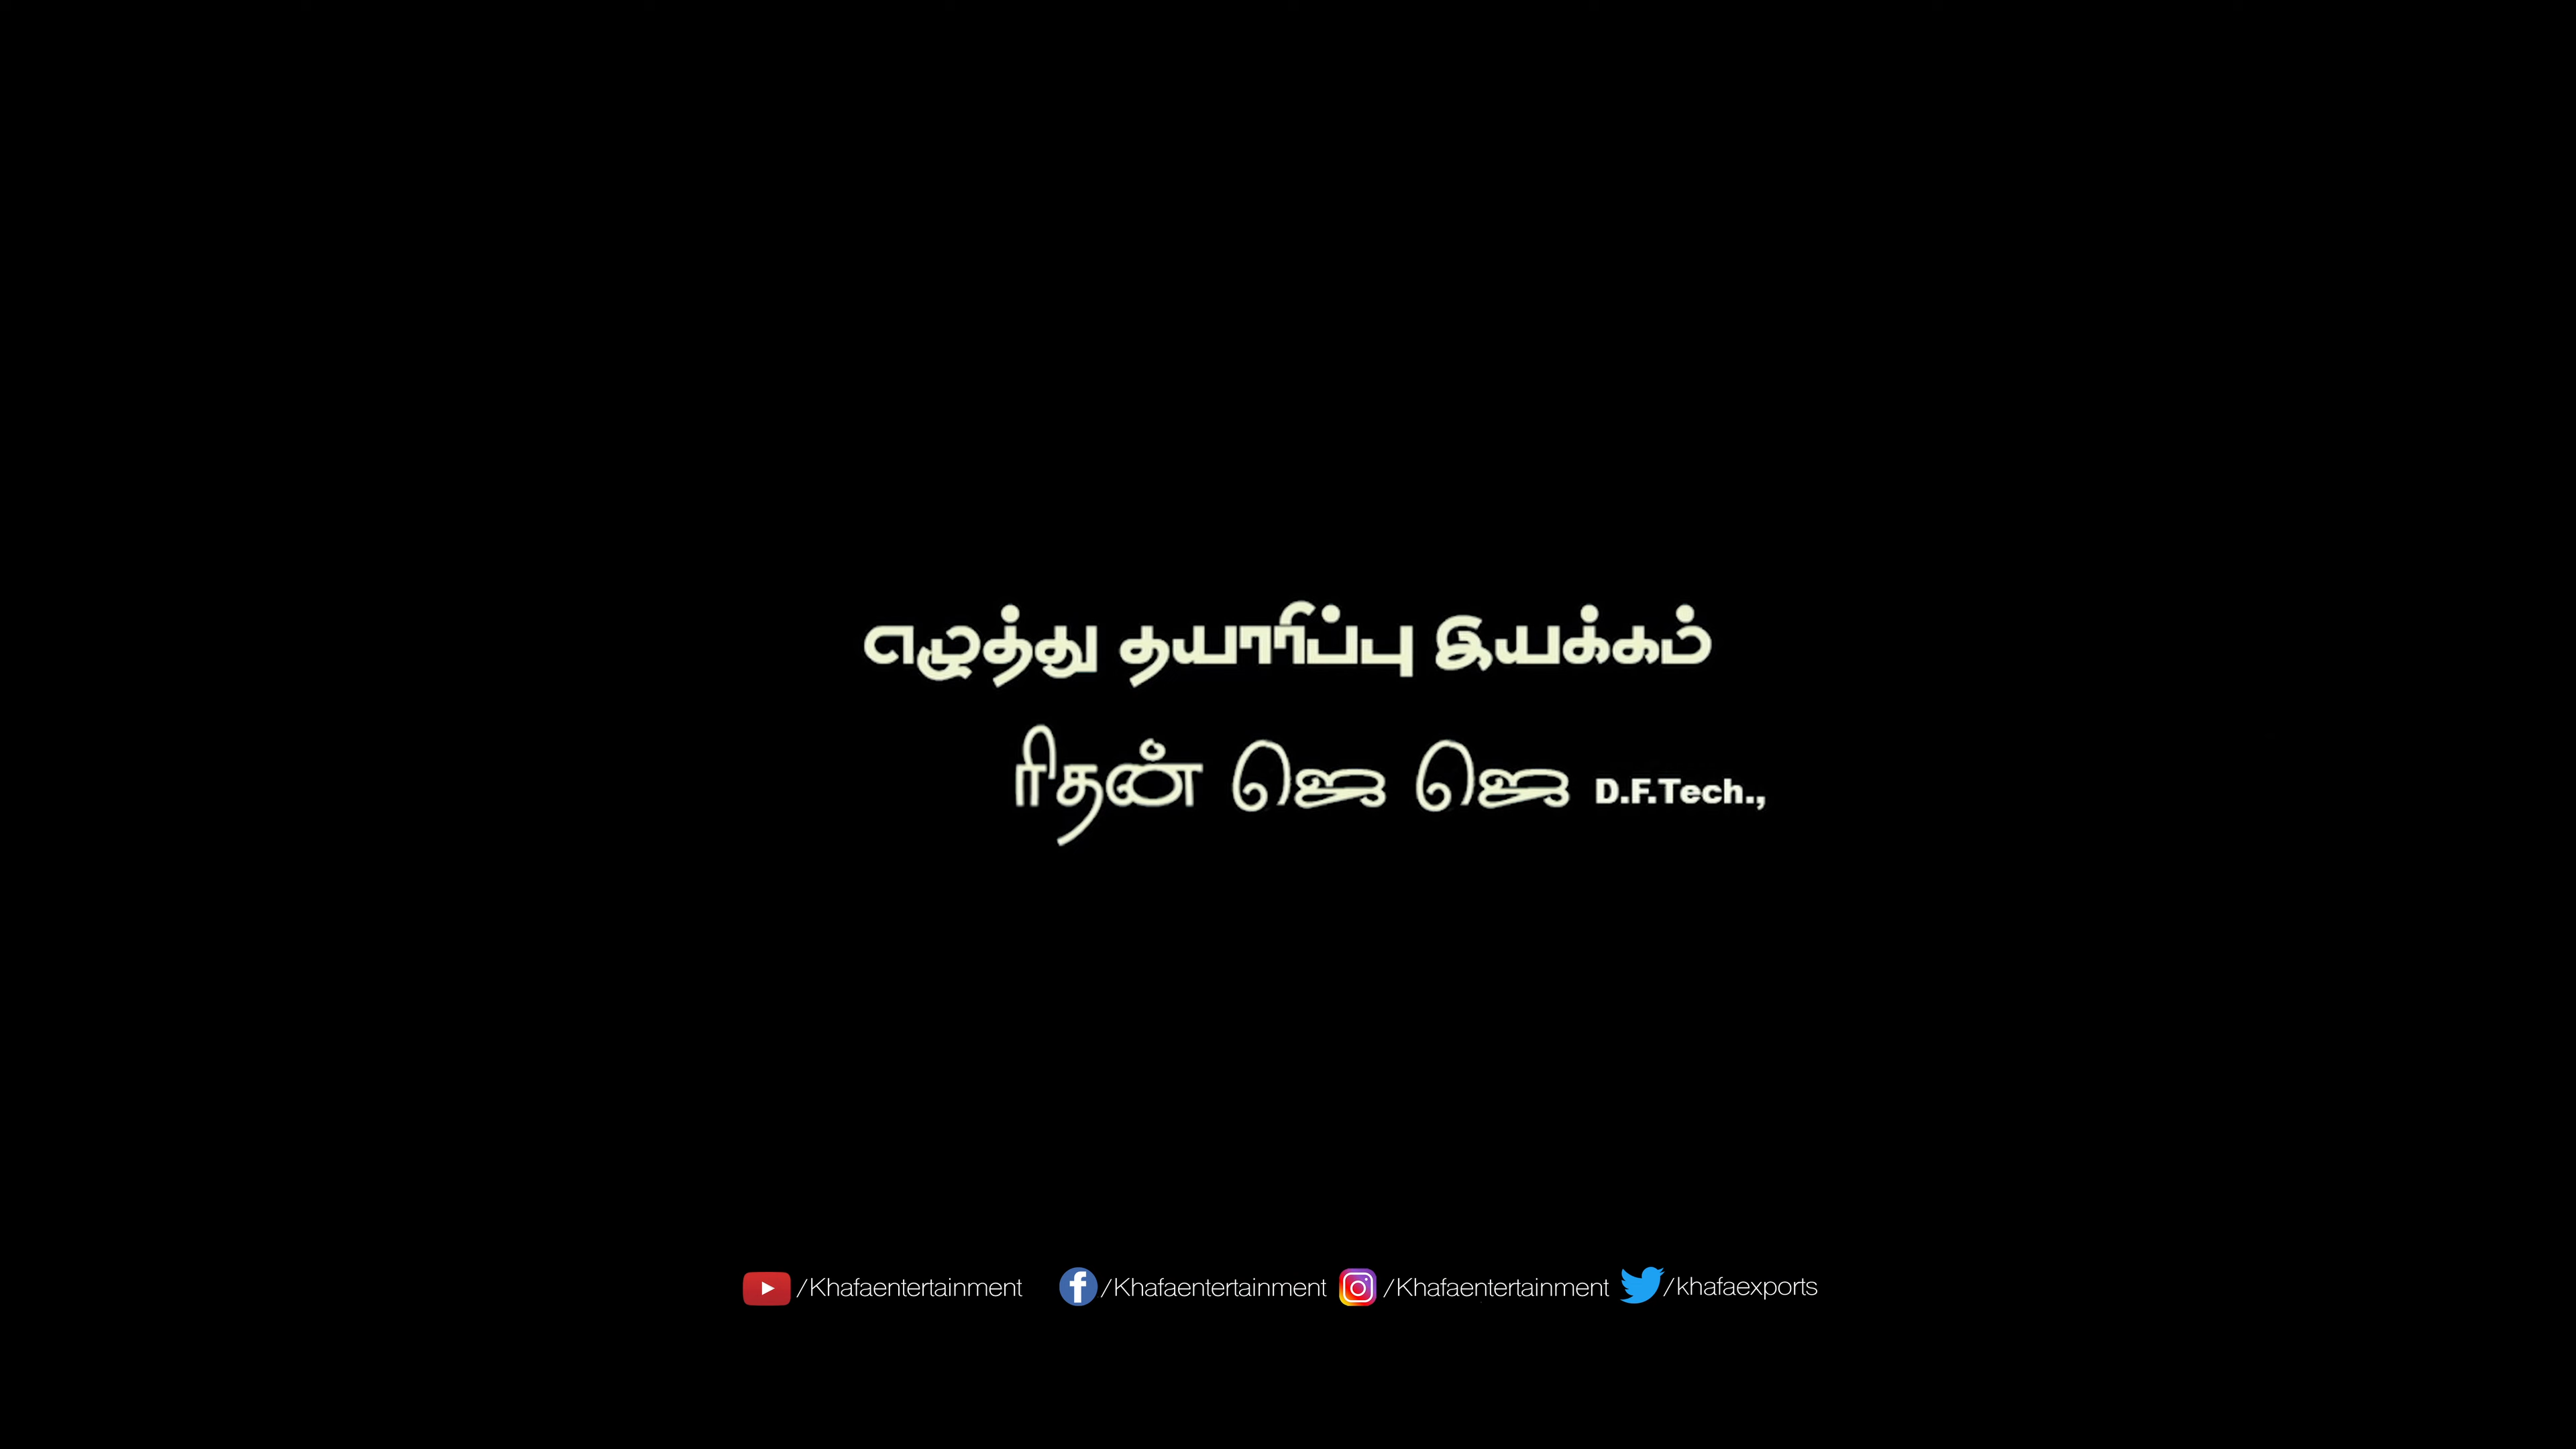 எழுத்து தயாரிப்பு இயக்கம்
ரிதன் ஜெ ஜெ D.F.Tech.,
/Khafaentertainment /Khafaentertainment /Khafaentertainment /khafaexports